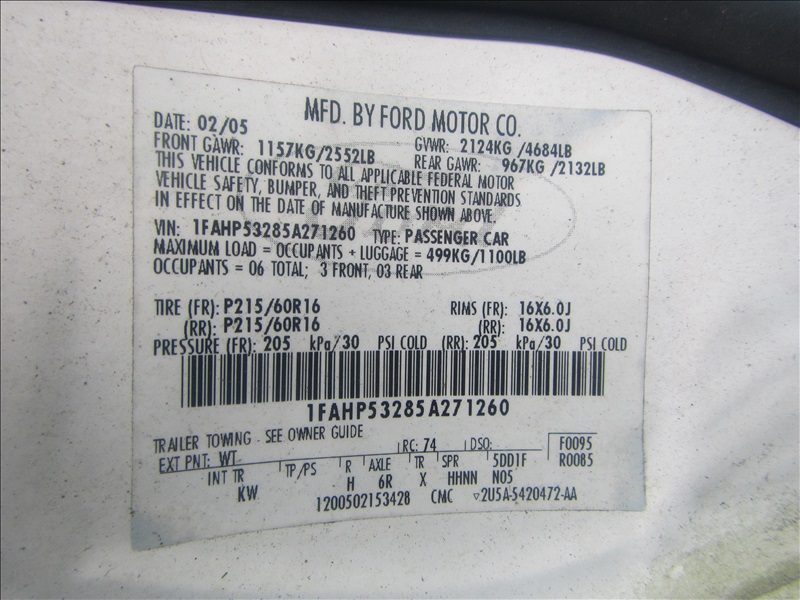 MFD. BY FORD MOTOR CO.
DATE: 02/05 GVWR: 2124KG /4684LB
FRONT GAWR: 1157KG/2552LB REAR GAWR: 967KG /2132LB
THIS VEHICLE CONFORMS TO ALL APPLICABLE FEDERAL MOTOR
VEHICLE SAFETY, BUMPER, AND THEFT PREVENTION STANDARDS
IN EFFECT ON THE DATE OF MANUFACTURE SHOWN ABOVE.
VIN: 1FAHP53285A271260 TYPE: PASSENGER CAR
MAXIMUM LOAD = OCCUPANTS + LUGGAGE = 499KG/1100LB
OCCUPANTS = 06 TOTAL; 3 FRONT, 03 REAR
TIRE (FR): P215/60R16 RIMS (FR): 16X6.0J
(RR): P215/60R16 (RR): 16X6.0J
PRESSURE (FR): 205 kPa/30 PSI COLD (RR): 205 kPa/30 PSI COLD
1FAHP53285A271260
TRAILER TOWING - SEE OWNER GUIDE
EXT PNT: WT RC: 74 DSO: F0095
INT TR TP/PS R AXLE TR SPR 5DD1F R0085
KW H 6R X HHNN N05
1200502153428 CMC ▽2U5A-5420472-AA